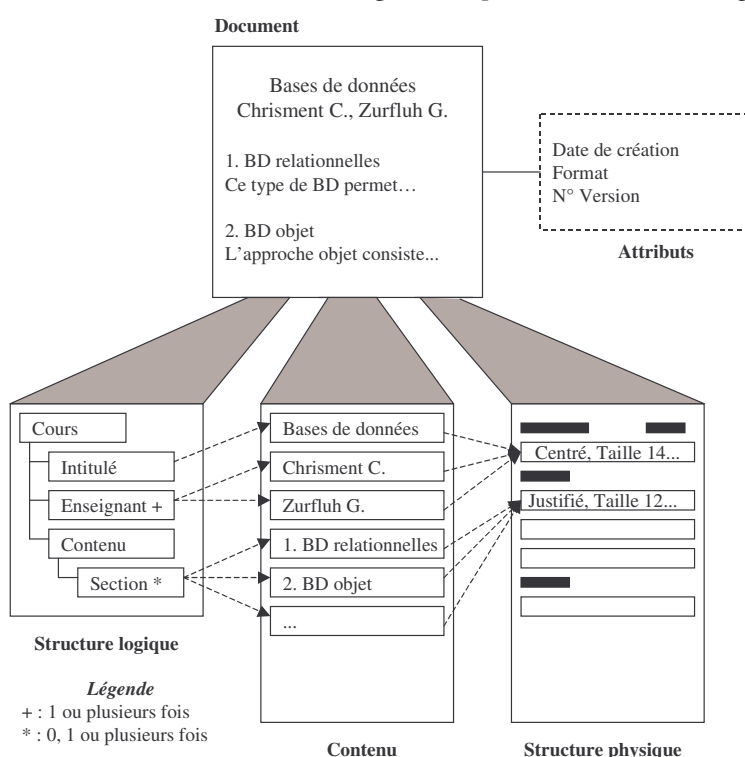 Document
Bases de données
Chrisment C., Zurfluh G.
1. BD relationnelles
Ce type de BD permet…
2. BD objet
L'approche objet consiste...
Date de création
Format
N° Version
Attributs
Cours
Intitulé
Enseignant +
Contenu
Section *
Structure logique
Légende
+ : 1 ou plusieurs fois
* : 0, 1 ou plusieurs fois
Bases de données
Chrisment C.
Zurfluh G.
1. BD relationnelles
2. BD objet
...
Contenu
Centré, Taille 14...
Justifié, Taille 12...
Structure physique